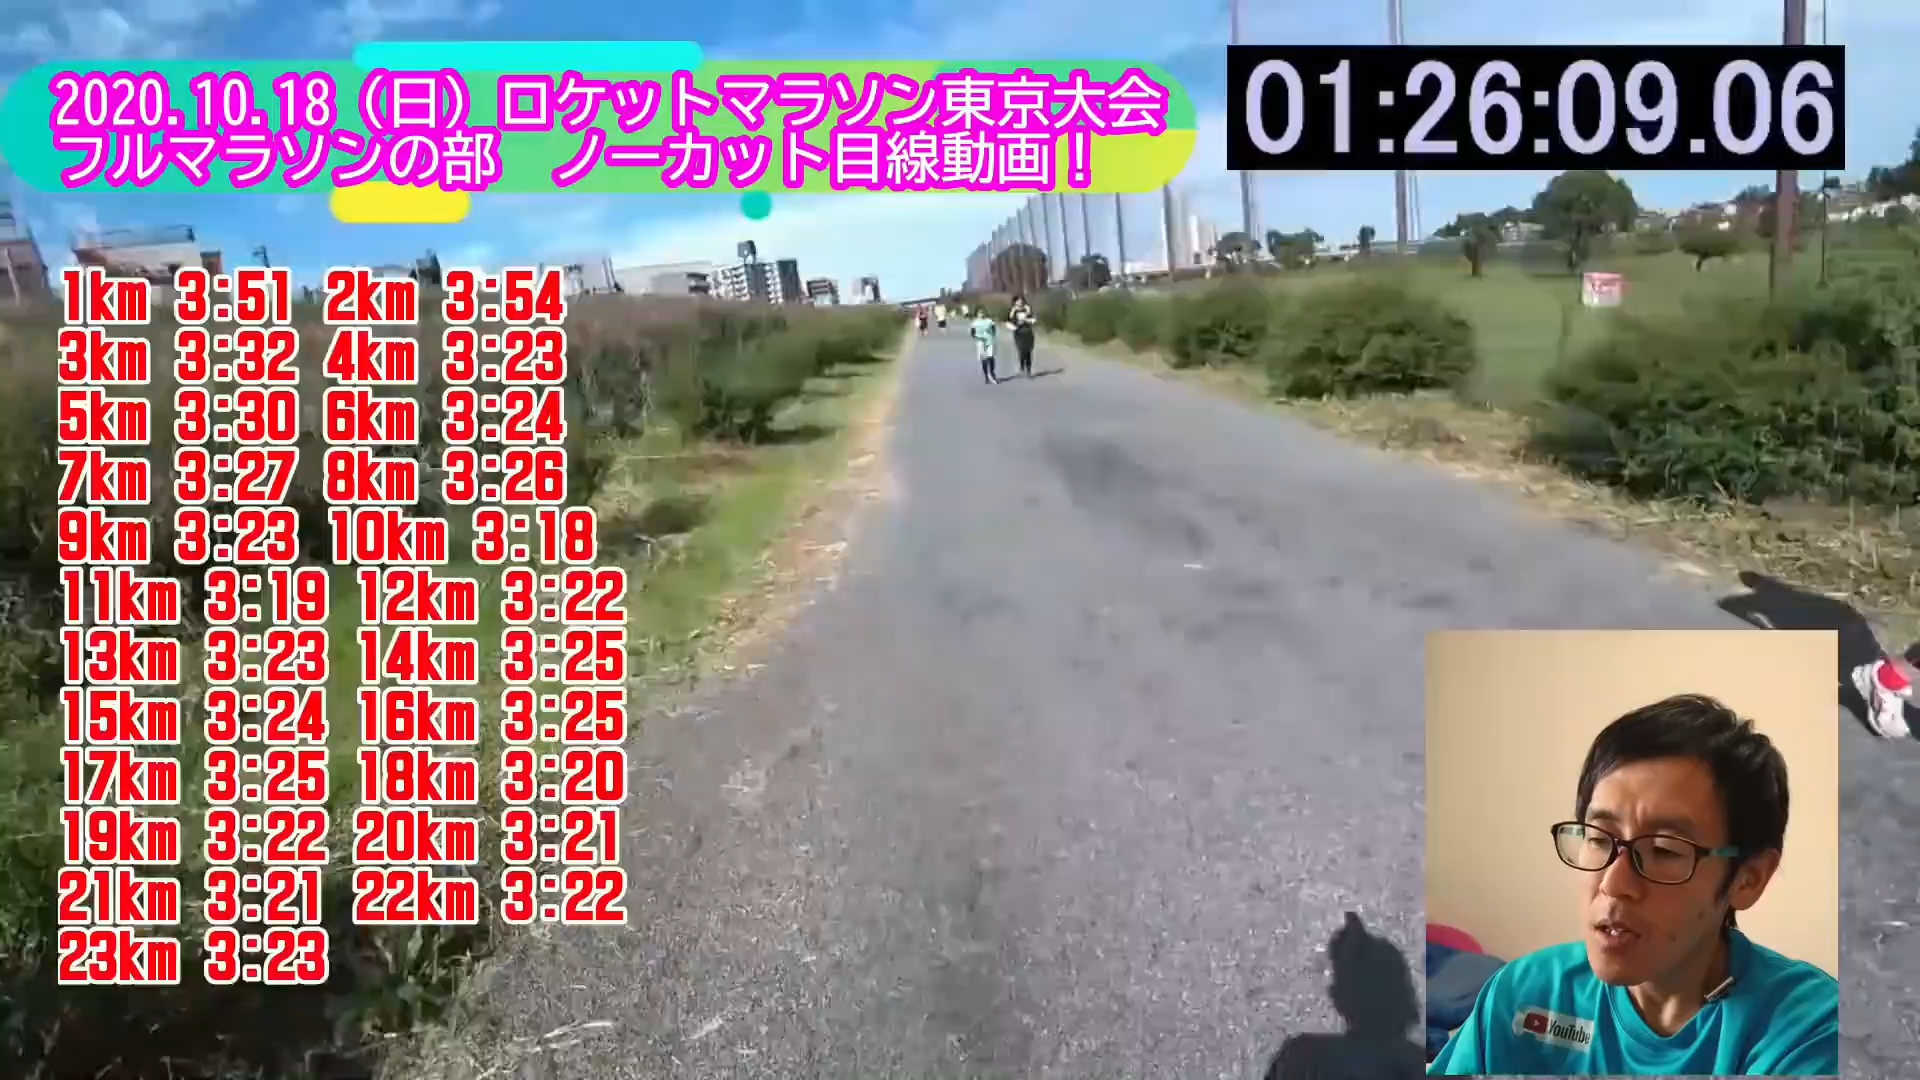 2020.10.18（日）ロケットマラソン東京大会
フルマラソンの部　ノーカット目線動画！
01:26:09.06
1km 3:51 2km 3:54
3km 3:32 4km 3:23
5km 3:30 6km 3:24
7km 3:27 8km 3:26
9km 3:23 10km 3:18
11km 3:19 12km 3:22
13km 3:23 14km 3:25
15km 3:24 16km 3:25
17km 3:25 18km 3:20
19km 3:22 20km 3:21
21km 3:21 22km 3:22
23km 3:23
YouTube